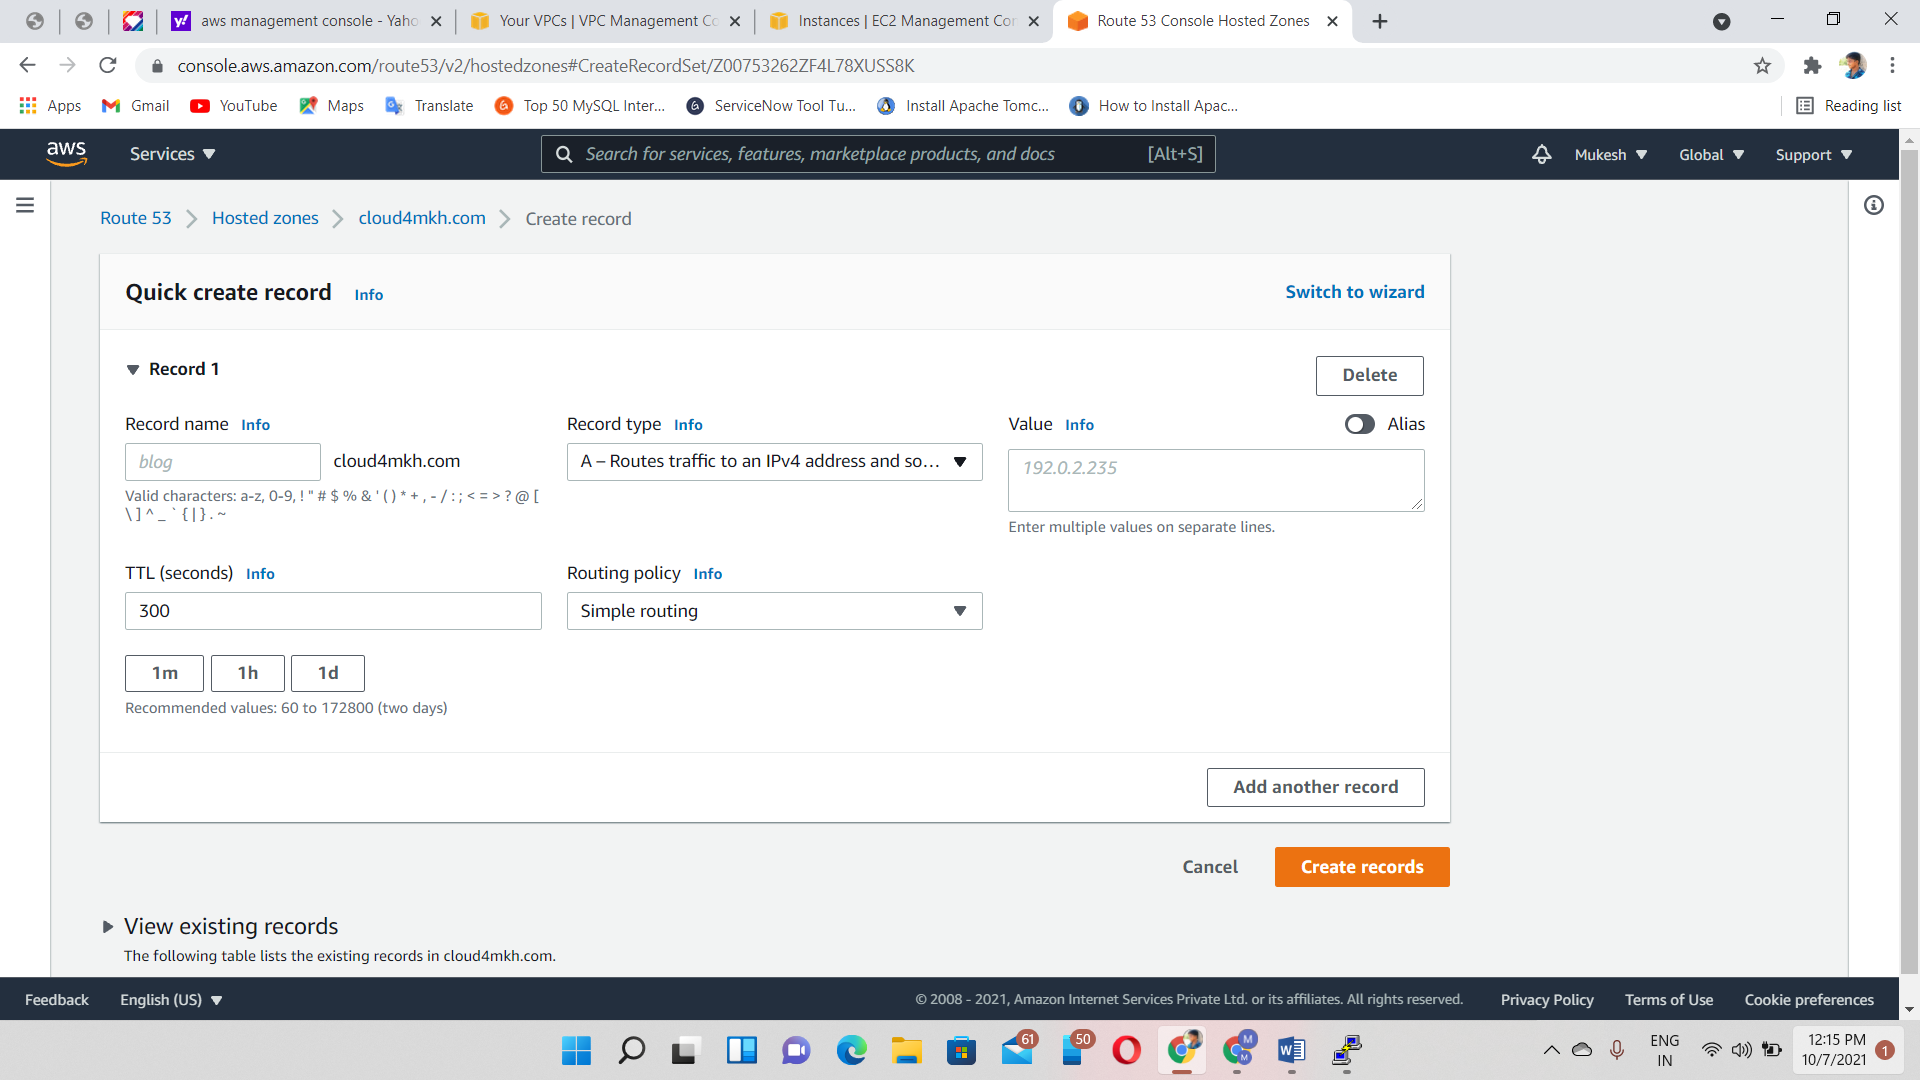 aws management console - Yaho
Your VPCs | VPC Management Co
Instances | EC2 Management Con
Route 53 Console Hosted Zones
console.aws.amazon.com/route53/v2/hostedzones#CreateRecordSet/Z00753262ZF4L78XUSS8K
Apps
Gmail
YouTube
Maps
Translate
Top 50 MySQL Inter...
ServiceNow Tool Tu...
Install Apache Tomc...
How to Install Apac...
Reading list
aws
Services
Search for services, features, marketplace products, and docs
[Alt+S]
Mukesh
Global
Support
Route 53
Hosted zones
cloud4mkh.com
Create record
Quick create record
Info
Switch to wizard
Record 1
Delete
Record name Info
blog
cloud4mkh.com
Valid characters: a-z, 0-9, ! " # $ % & ' ( ) * + , - / : ; < = > ? @ [
\ ] ^ _ ` { | } . ~
Record type Info
A – Routes traffic to an IPv4 address and so...
Value Info
Alias
192.0.2.235
Enter multiple values on separate lines.
TTL (seconds) Info
300
Routing policy Info
Simple routing
1m
1h
1d
Recommended values: 60 to 172800 (two days)
Add another record
Cancel
Create records
View existing records
The following table lists the existing records in cloud4mkh.com.
Feedback
English (US)
© 2008 - 2021, Amazon Internet Services Private Ltd. or its affiliates. All rights reserved.
Privacy Policy
Terms of Use
Cookie preferences
61
50
M
M
ENG
IN
12:15 PM
10/7/2021
1